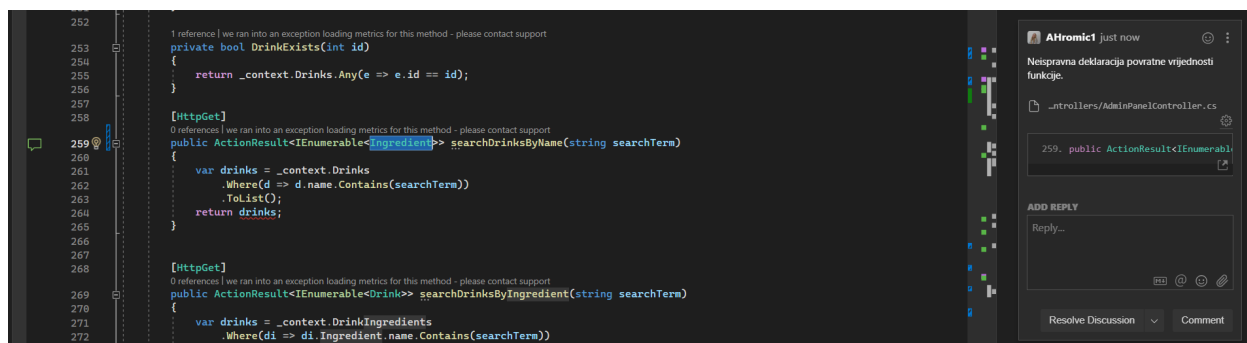 252
1 reference | we ran into an exception loading metrics for this method - please contact support
253 private bool DrinkExists(int id)
254 {
255 return _context.Drinks.Any(e => e.id == id);
256 }
257
258 [HttpGet]
0 references | we ran into an exception loading metrics for this method - please contact support
259 public ActionResult<IEnumerable<Ingredient>> searchDrinksByName(string searchTerm)
260 {
261 var drinks = _context.Drinks
262 .Where(d => d.name.Contains(searchTerm))
263 .ToList();
264 return drinks;
265 }
266
267
268 [HttpGet]
0 references | we ran into an exception loading metrics for this method - please contact support
269 public ActionResult<IEnumerable<Drink>> searchDrinksByIngredient(string searchTerm)
270 {
271 var drinks = _context.DrinkIngredients
272 .Where(di => di.Ingredient.name.Contains(searchTerm))
AHromic1 just now
Neispravna deklaracija povratne vrijednosti
funkcije.
…ntrollers/AdminPanelController.cs
259. public ActionResult<IEnumerabl
ADD REPLY
Reply...
M↓ @
Resolve Discussion Comment